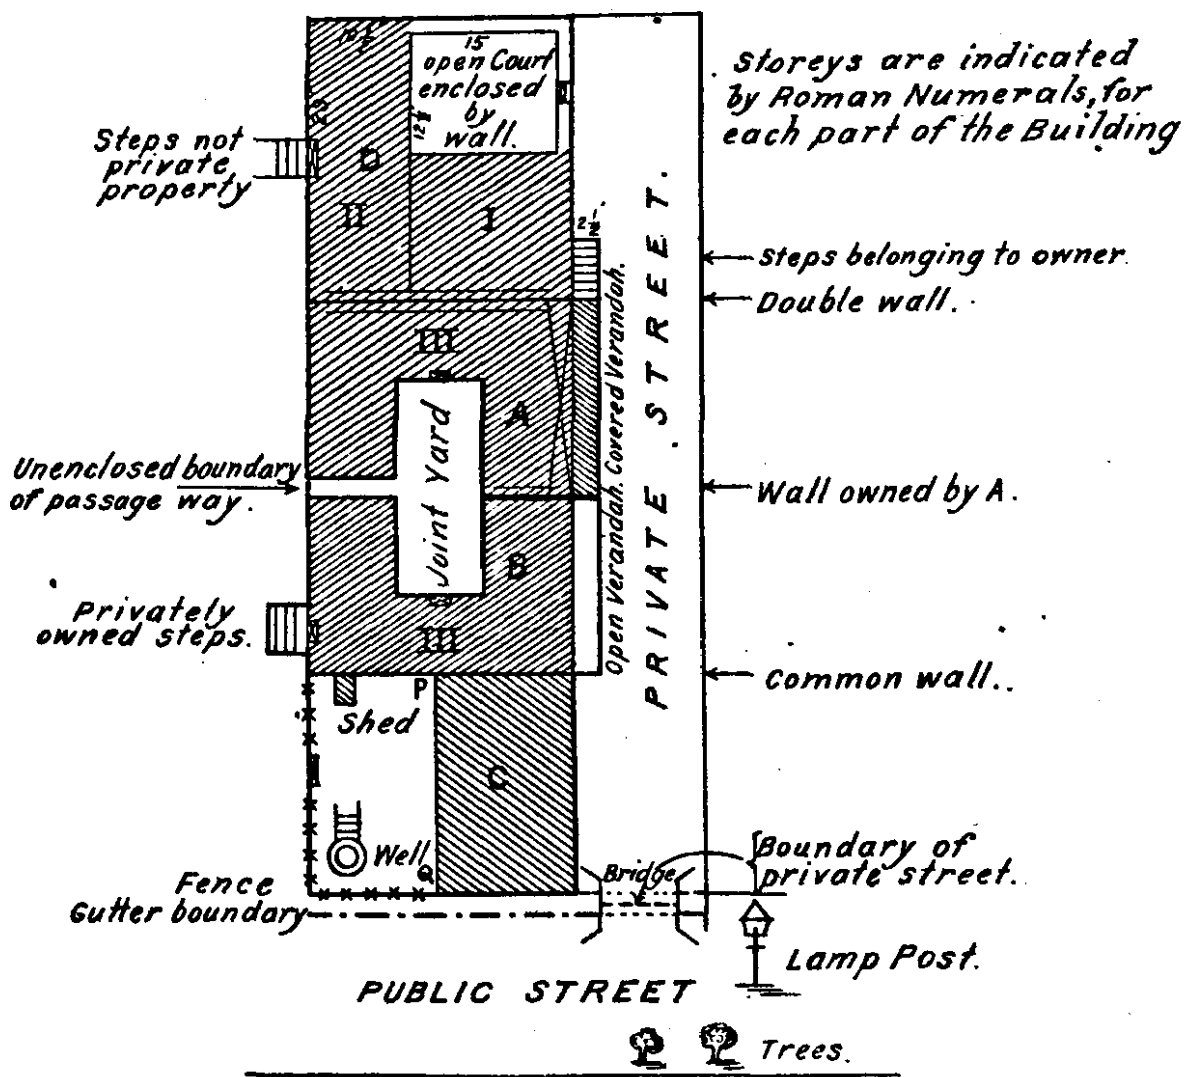 Storeys are indicated
by Roman Numerals, for
each part of the Building
15
open Court
enclosed
by
wall.
12½
23
Steps not
private
property
D
II
I
2½
Steps belonging to owner.
Double wall.
III
A
Joint Yard
Open Verandah. Covered Verandah.
PRIVATE STREET.
Unenclosed boundary
of passage way.
Wall owned by A.
B
Privately
owned steps.
III
Common wall..
P
Shed
C
Well
Q
Bridge
Boundary of
private street.
Fence
Gutter boundary
Lamp Post.
PUBLIC STREET
Trees.